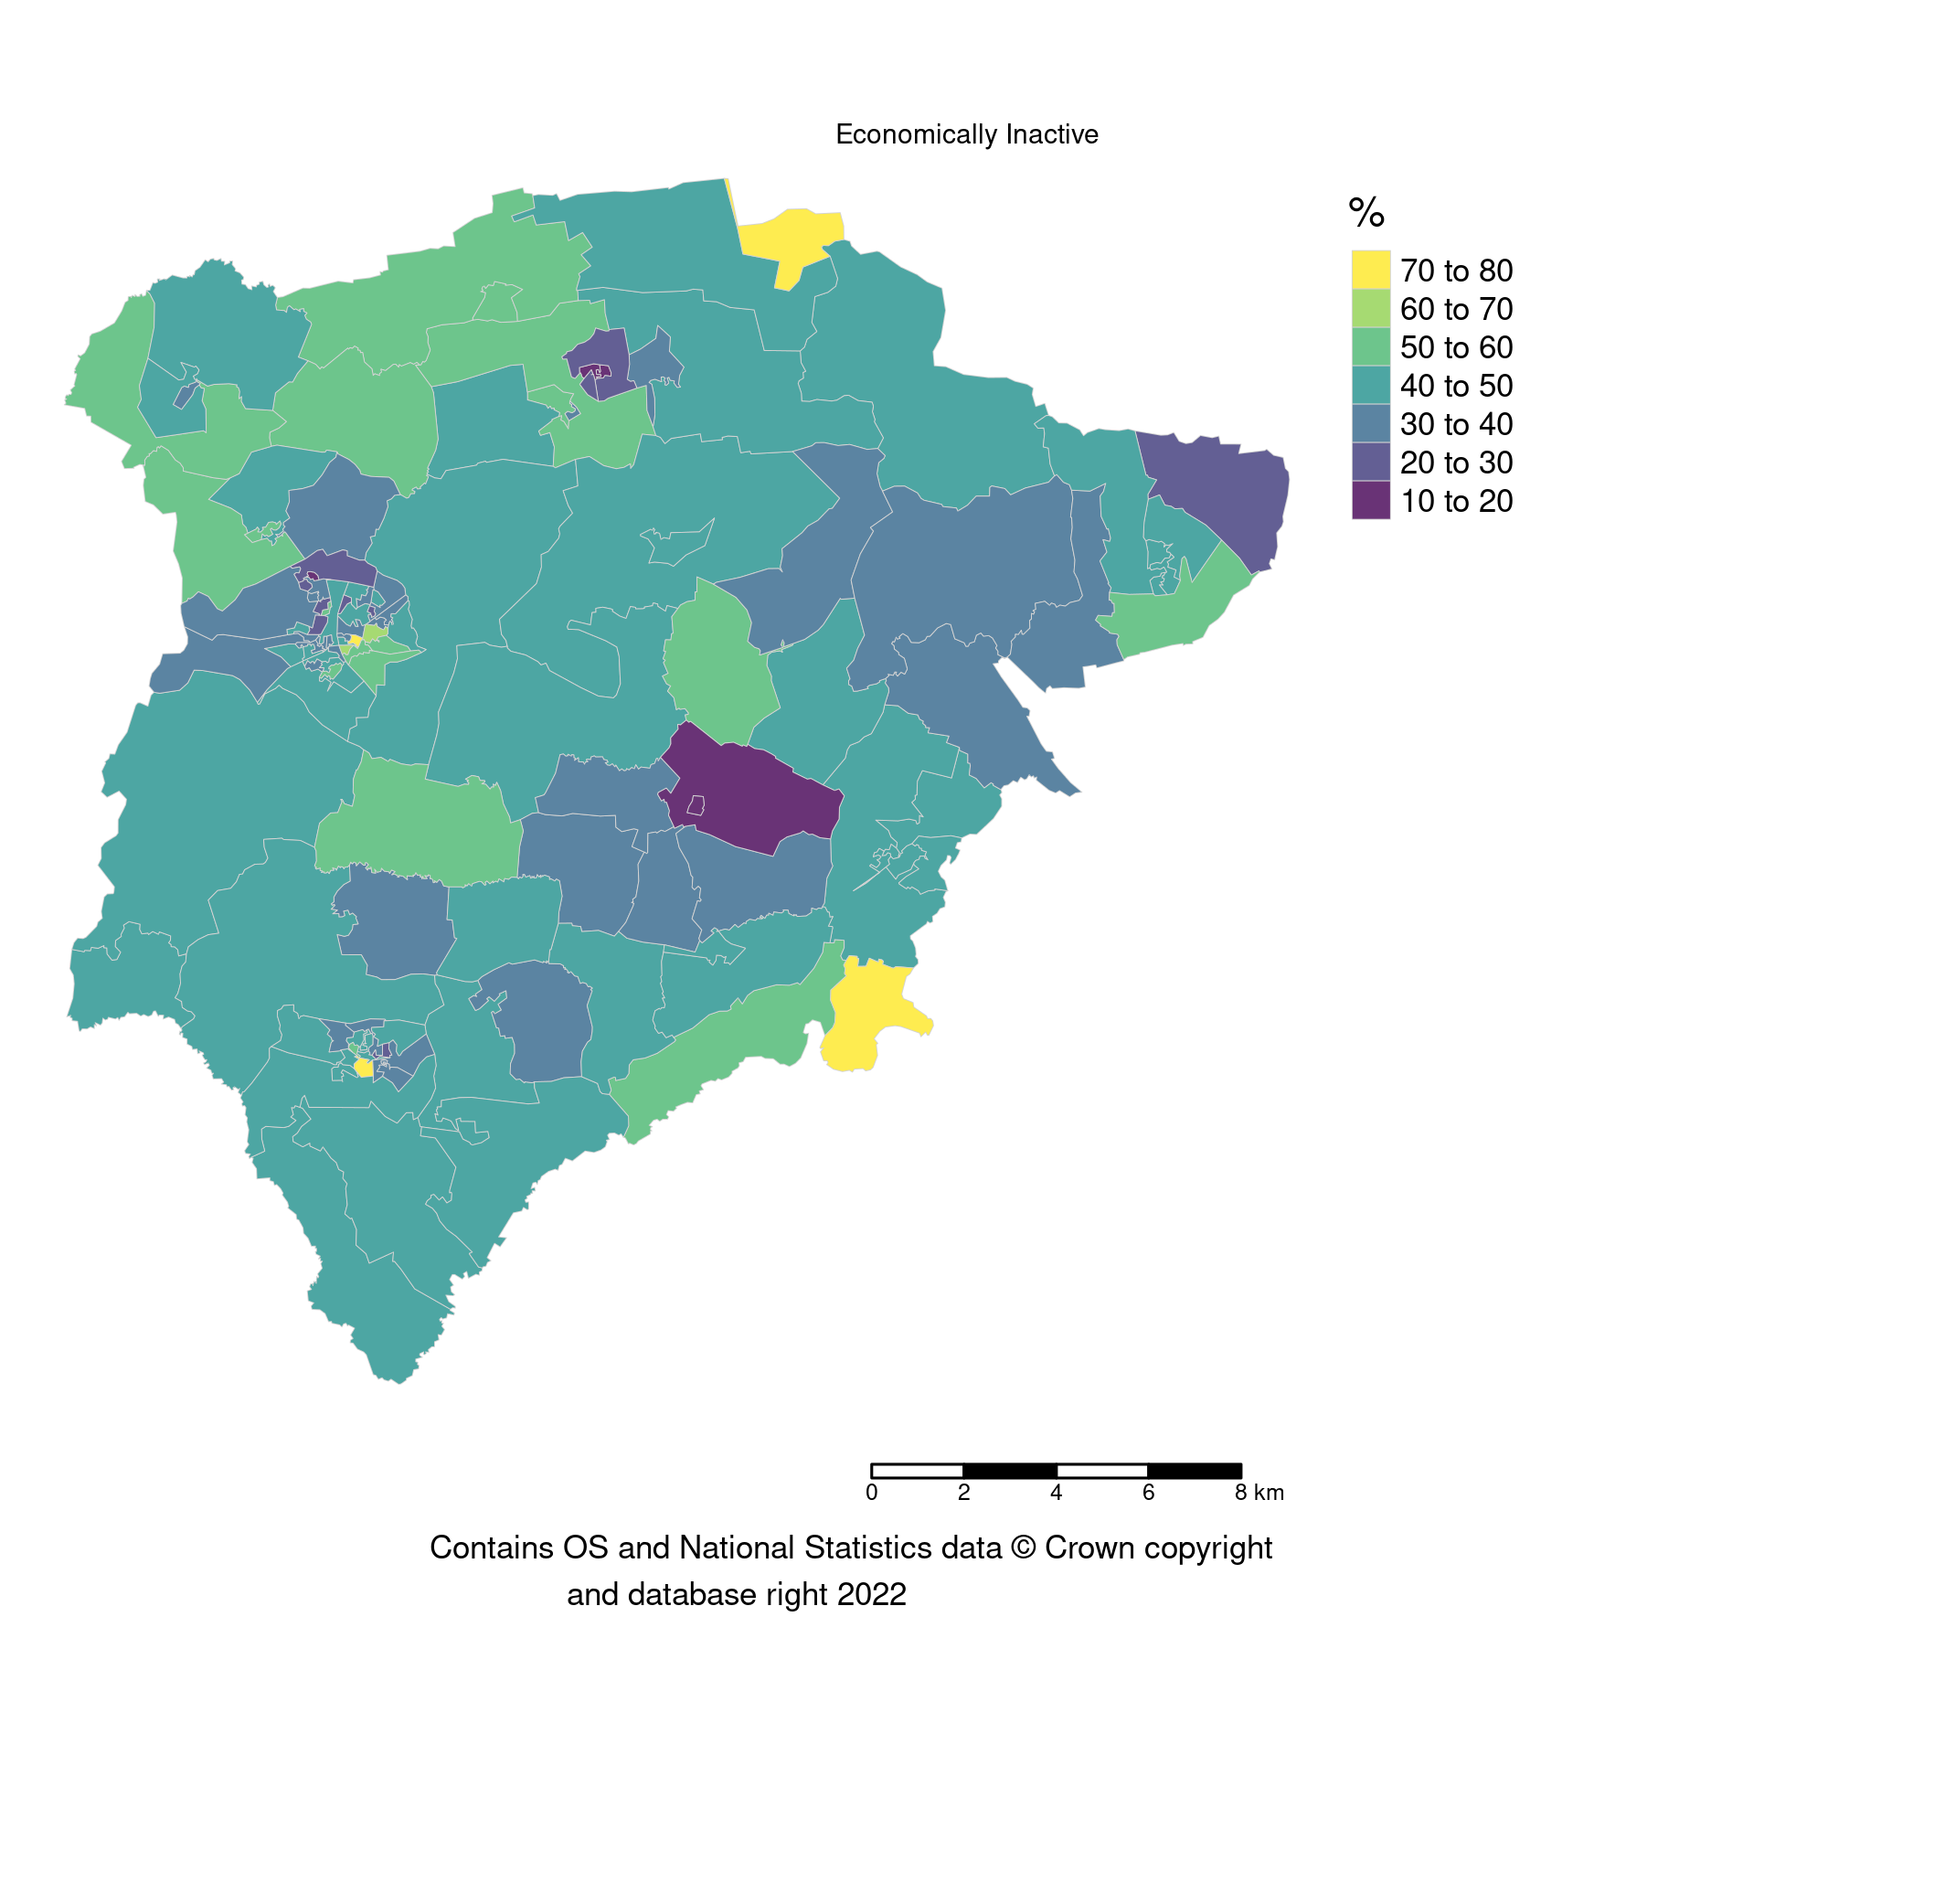 Economically Inactive
%
70 to 80
60 to 70
50 to 60
40 to 50
30 to 40
20 to 30
10 to 20
0 2 4 6 8 km
Contains OS and National Statistics data © Crown copyright
and database right 2022